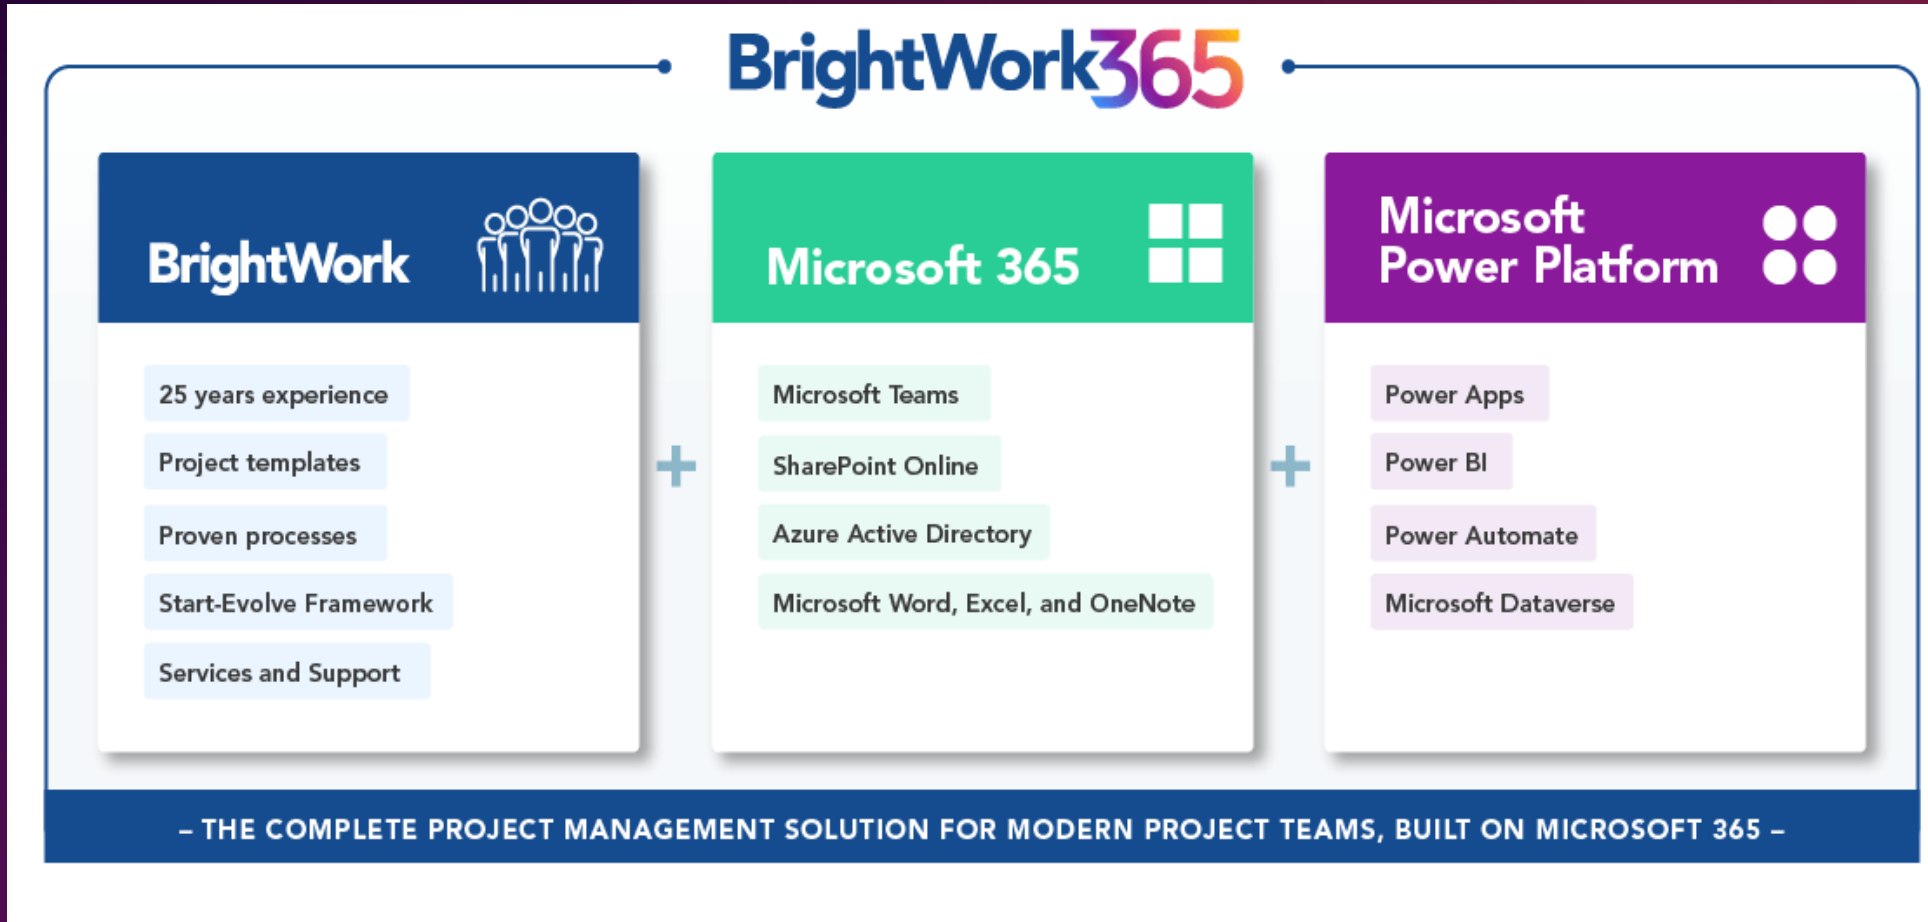 BrightWork365
BrightWork
25 years experience
Project templates
Proven processes
Start-Evolve Framework
Services and Support
+
Microsoft 365
Microsoft Teams
SharePoint Online
Azure Active Directory
Microsoft Word, Excel, and OneNote
+
Microsoft
Power Platform
Power Apps
Power BI
Power Automate
Microsoft Dataverse
– THE COMPLETE PROJECT MANAGEMENT SOLUTION FOR MODERN PROJECT TEAMS, BUILT ON MICROSOFT 365 –